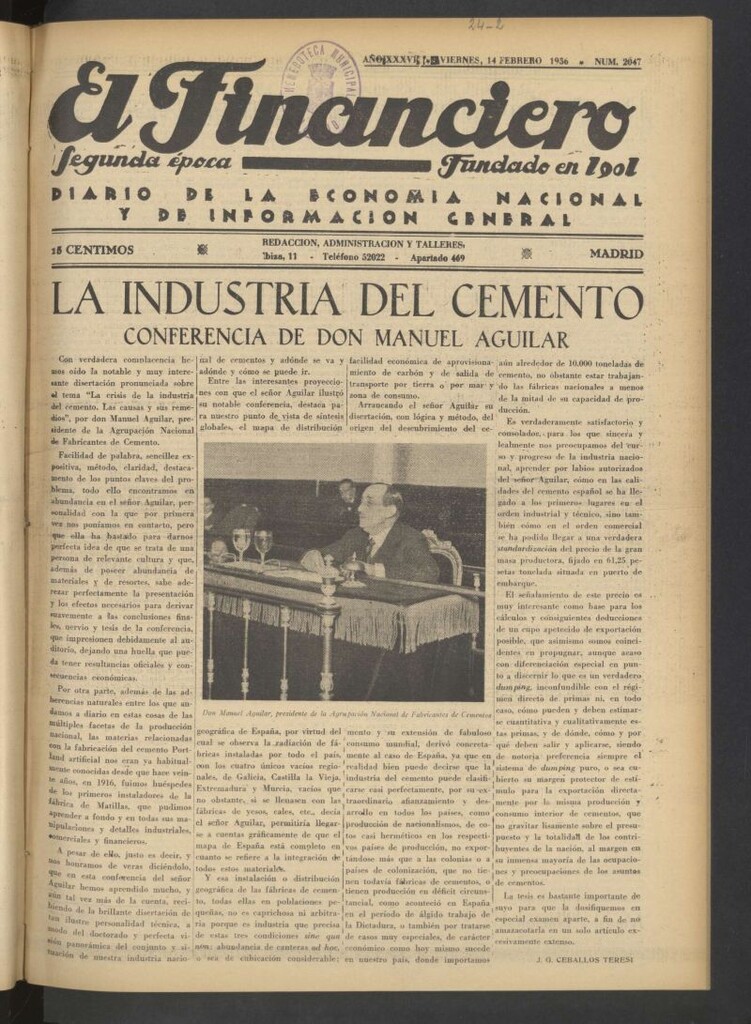 24-2
HEMEROTECA MUNICIPAL
AÑO XXXVI VIERNES, 14 FEBRERO 1936 NUM. 2047
El Financiero
Segunda época Fundado en 1901
DIARIO DE LA ECONOMIA NACIONAL
Y DE INFORMACION GENERAL
15 CENTIMOS
REDACCION, ADMINISTRACION Y TALLERES,
Ibiza, 11 - Teléfono 52022 - Apartado 469
MADRID
LA INDUSTRIA DEL CEMENTO
CONFERENCIA DE DON MANUEL AGUILAR
Con verdadera complacencia he-
mos oído la notable y muy intere-
sante disertación pronunciada sobre
el tema "La crisis de la industria
del cemento. Las causas y sus reme-
dios", por don Manuel Aguilar, pre-
sidente de la Agrupación Nacional
de Fabricantes de Cemento.
Facilidad de palabra, sencillez ex-
positiva, método, claridad, destaca-
mento de los puntos claves del pro-
blema, todo ello encontramos en
abundancia en el señor Aguilar, per-
sonalidad con la que por primera
vez nos poníamos en contacto, pero
que ella ha bastado para darnos
perfecta idea de que se trata de una
persona de relevante cultura y que,
además de poseer abundancia de
materiales y de resortes, sabe ade-
rezar perfectamente la presentación
y los efectos necesarios para derivar
suavemente a las conclusiones fina-
les, nervio y tesis de la conferencia,
que impresionen debidamente al au-
ditorio, dejando una huella que pue-
da tener resultancias oficiales y con-
secuencias económicas.
Por otra parte, además de las ad-
herencias naturales entre los que an-
damos a diario en estas cosas de las
múltiples facetas de la producción
nacional, las materias relacionadas
con la fabricación del cemento Port-
land artificial nos eran ya habitual-
mente conocidas desde que hace vein-
te años, en 1916, fuimos huéspedes
de los primeros instaladores de la
fábrica de Matillas, que pudimos
aprender a fondo y en todas sus ma-
nipulaciones y detalles industriales,
comerciales y financieros.
A pesar de ello, justo es decir, y
nos honramos de veras diciéndolo,
que en esta conferencia del señor
Aguilar hemos aprendido mucho, y
aún tal vez más de la cuenta, reci-
biendo de la brillante disertación de
tan ilustre personalidad técnica, a
modo del doctorado y perfecta vi-
sión panorámica del conjunto y si-
tuación de nuestra industria nacio-
nal de cementos y adónde se va y
adónde y cómo se puede ir.
Entre las interesantes proyeccio-
nes con que el señor Aguilar ilustró
su notable conferencia, destaca pa-
ra nuestro punto de vista de síntesis
globales, el mapa de distribución
geográfica de España, por virtud del
cual se observa la radiación de fá-
bricas instaladas por todo el país,
con los cuatro únicos vacíos regio-
nales, de Galicia, Castilla la Vieja,
Extremadura y Murcia, vacíos que
no obstante, si se llenasen con las
fábricas de yesos, cales, etc., decía
el señor Aguilar, permitiría llegar-
se a cuentas gráficamente de que el
mapa de España está completo en
cuanto se refiere a la integración de
todos estos materiales.
Y esa instalación o distribución
geográfica de las fábricas de cemen-
to, todas ellas en poblaciones pe-
queñas, no es caprichosa ni arbitra-
ria porque es industria que precisa
de estas tres condiciones sine qua
non: abundancia de canteras ad hoc,
o sea de cubicación considerable;
facilidad económica de aprovisiona-
miento de carbón y de salida de
transporte por tierra o por mar y
zona de consumo.
Arrancando el señor Aguilar su
disertación, con lógica y método, del
origen del descubrimiento del ce-
mento y su extensión de fabuloso
consumo mundial, derivó concreta-
mente al caso de España, ya que en
realidad bien puede decirse que la
industria del cemento puede clasifi-
carse casi perfectamente, por su ex-
traordinario afianzamiento y des-
arrollo en todos los países, como
producción de nacionalismos, de co-
tos casi herméticos en los respecti-
vos países de producción, no expor-
tándose más que a las colonias o a
países de colonización, que no tie-
nen todavía fábricas de cemento, o
tienen producción en déficit circuns-
tancial, como aconteció en España
en el período de álgido trabajo de
la Dictadura, o también por tratarse
de casos muy especiales, de carácter
económico como hoy mismo sucede
en nuestro país, donde importamos
aún alrededor de 10.000 toneladas de
cemento, no obstante estar trabajan-
do las fábricas nacionales a menos
de la mitad de su capacidad de pro-
ducción.
Es verdaderamente satisfactorio y
consolador, para los que sincera y
lealmente nos preocupamos del cur-
so y progreso de la industria nacio-
nal, aprender por labios autorizados
del señor Aguilar, cómo en las cali-
dades del cemento español se ha lle-
gado a los primeros lugares en el
orden industrial y técnico, sino tam-
bién cómo en el orden comercial
se ha podido llegar a una verdadera
standardización del precio de la gran
masa productora, fijado en 61,25 pe-
setas tonelada situada en puerto de
embarque.
El señalamiento de este precio es
muy interesante como base para los
cálculos y consiguientes deducciones
de un cupo apetecido de exportación
posible, que asimismo somos coinci-
dentes en propugnar, aunque acaso
con diferenciación especial en pun-
to a discernir lo que es un verdadero
dumping, inconfundible con el régi-
men directo de primas ni, en todo
caso, cómo pueden y deben estimar-
se cuantitativa y cualitativamente es-
tas primas, y de dónde, cómo y por
qué deben salir y aplicarse, siendo
de notoria preferencia siempre el
sistema de dumping puro, o sea cu-
bierto su margen protector de estí-
mulo para la exportación directa-
mente por la misma producción y
consumo interior de cementos, que
no gravitar lisamente sobre el presu-
puesto y la totalidad de los contri-
buyentes de la nación, al margen en
su inmensa mayoría de las ocupacio-
nes y preocupaciones de los asuntos
de cementos.
La tesis es bastante importante de
suyo para que la dosifiquemos en
especial examen aparte, a fin de no
amazacotarla en un solo artículo ex-
cesivamente extenso.
J. G. CEBALLOS TERESI
Don Manuel Aguilar, presidente de la Agrupación Nacional de Fabricantes de Cementos